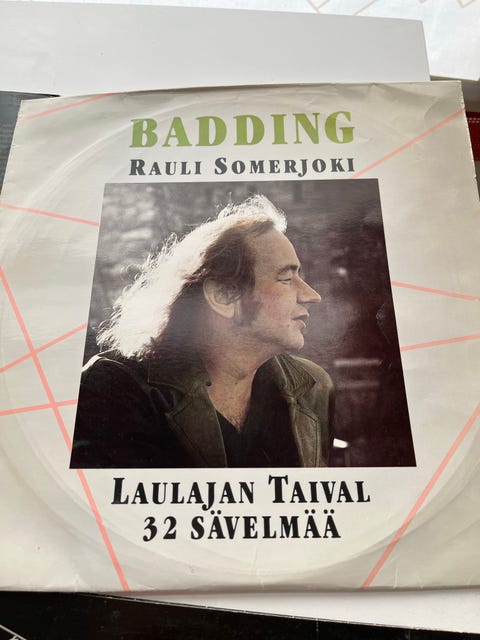 BADDING
RAULI SOMERJOKI
LAULAJAN TAIVAL
32 SÄVELMÄÄ